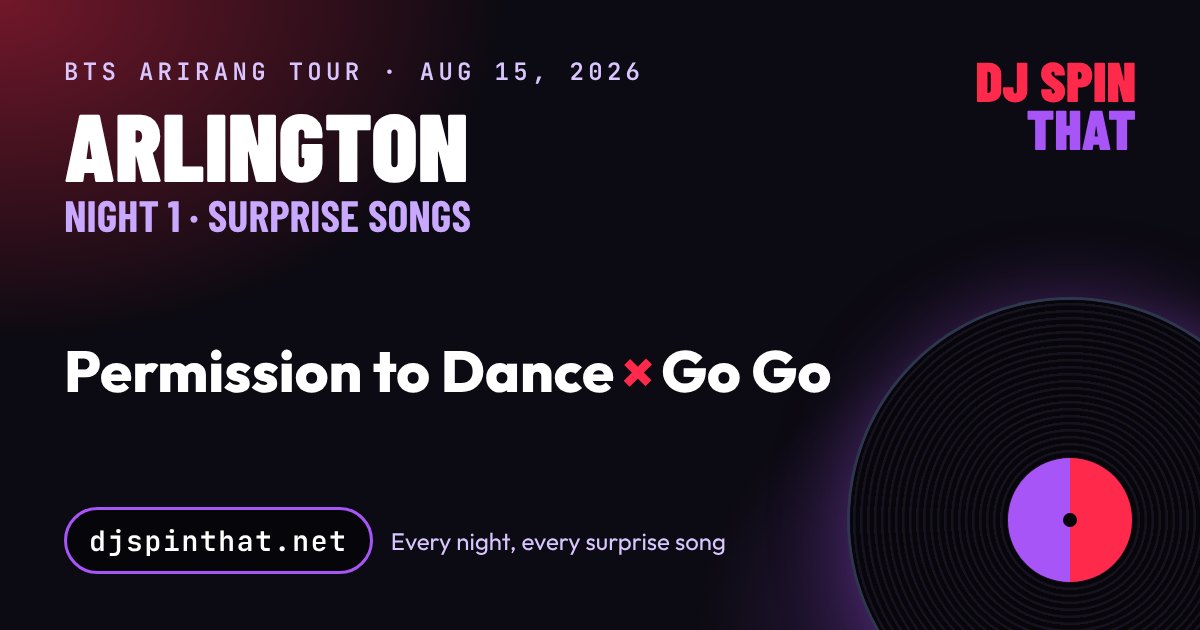 BTS ARIRANG TOUR · AUG 15, 2026
ARLINGTON
NIGHT 1 · SURPRISE SONGS
DJ SPIN
THAT
Permission to Dance × Go Go
djspinthat.net
Every night, every surprise song